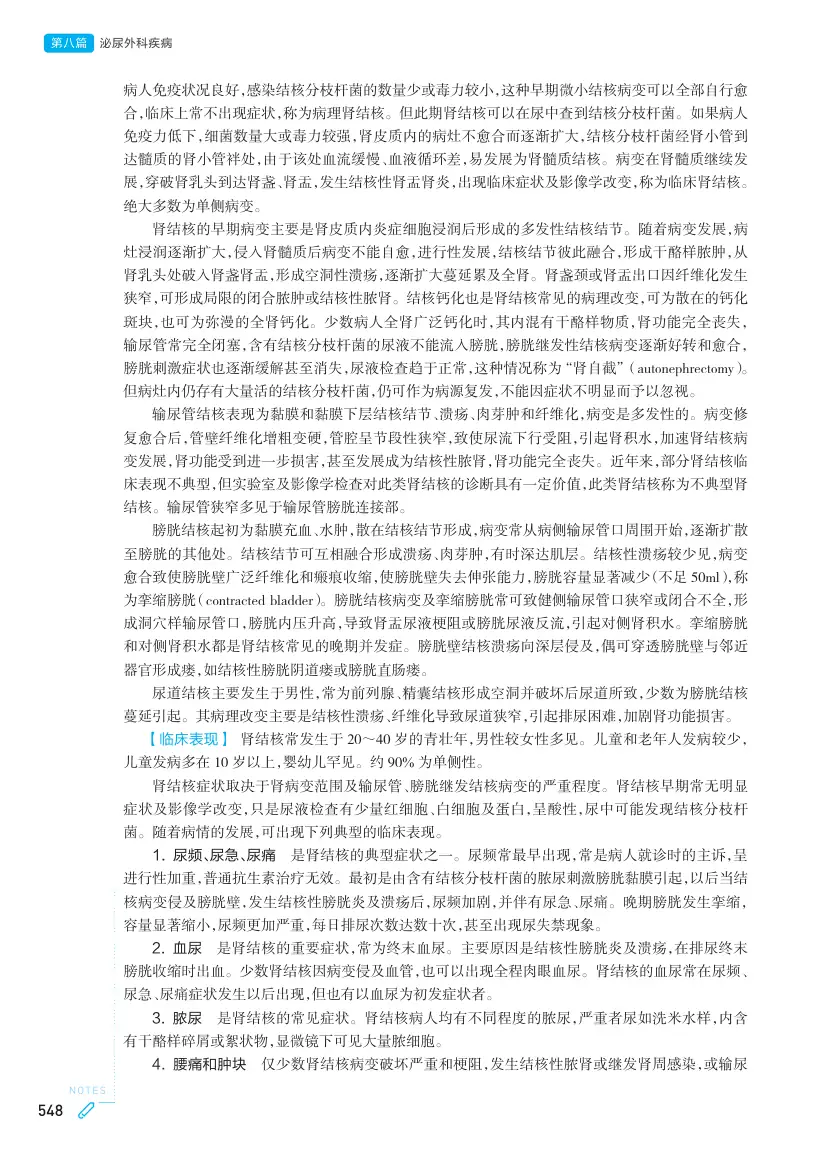 第八篇 泌尿外科疾病
病人免疫状况良好,感染结核分枝杆菌的数量少或毒力较小,这种早期微小结核病变可以全部自行愈
合,临床上常不出现症状,称为病理肾结核。但此期肾结核可以在尿中查到结核分枝杆菌。如果病人
免疫力低下,细菌数量大或毒力较强,肾皮质内的病灶不愈合而逐渐扩大,结核分枝杆菌经肾小管到
达髓质的肾小管袢处,由于该处血流缓慢、血液循环差,易发展为肾髓质结核。病变在肾髓质继续发
展,穿破肾乳头到达肾盏、肾盂,发生结核性肾盂肾炎,出现临床症状及影像学改变,称为临床肾结核。
绝大多数为单侧病变。
肾结核的早期病变主要是肾皮质内炎症细胞浸润后形成的多发性结核结节。随着病变发展,病
灶浸润逐渐扩大,侵入肾髓质后病变不能自愈,进行性发展,结核结节彼此融合,形成干酪样脓肿,从
肾乳头处破入肾盏肾盂,形成空洞性溃疡,逐渐扩大蔓延累及全肾。肾盏颈或肾盂出口因纤维化发生
狭窄,可形成局限的闭合脓肿或结核性脓肾。结核钙化也是肾结核常见的病理改变,可为散在的钙化
斑块,也可为弥漫的全肾钙化。少数病人全肾广泛钙化时,其内混有干酪样物质,肾功能完全丧失,
输尿管常完全闭塞,含有结核分枝杆菌的尿液不能流入膀胱,膀胱继发性结核病变逐渐好转和愈合,
膀胱刺激症状也逐渐缓解甚至消失,尿液检查趋于正常,这种情况称为“肾自截”(autonephrectomy)。
但病灶内仍存有大量活的结核分枝杆菌,仍可作为病源复发,不能因症状不明显而予以忽视。
输尿管结核表现为黏膜和黏膜下层结核结节、溃疡、肉芽肿和纤维化,病变是多发性的。病变修
复愈合后,管壁纤维化增粗变硬,管腔呈节段性狭窄,致使尿流下行受阻,引起肾积水,加速肾结核病
变发展,肾功能受到进一步损害,甚至发展成为结核性脓肾,肾功能完全丧失。近年来,部分肾结核临
床表现不典型,但实验室及影像学检查对此类肾结核的诊断具有一定价值,此类肾结核称为不典型肾
结核。输尿管狭窄多见于输尿管膀胱连接部。
膀胱结核起初为黏膜充血、水肿,散在结核结节形成,病变常从病侧输尿管口周围开始,逐渐扩散
至膀胱的其他处。结核结节可互相融合形成溃疡、肉芽肿,有时深达肌层。结核性溃疡较少见,病变
愈合致使膀胱壁广泛纤维化和瘢痕收缩,使膀胱壁失去伸张能力,膀胱容量显著减少(不足 50ml),称
为挛缩膀胱(contracted bladder)。膀胱结核病变及挛缩膀胱常可致健侧输尿管口狭窄或闭合不全,形
成洞穴样输尿管口,膀胱内压升高,导致肾盂尿液梗阻或膀胱尿液反流,引起对侧肾积水。挛缩膀胱
和对侧肾积水都是肾结核常见的晚期并发症。膀胱壁结核溃疡向深层侵及,偶可穿透膀胱壁与邻近
器官形成瘘,如结核性膀胱阴道瘘或膀胱直肠瘘。
尿道结核主要发生于男性,常为前列腺、精囊结核形成空洞并破坏后尿道所致,少数为膀胱结核
蔓延引起。其病理改变主要是结核性溃疡、纤维化导致尿道狭窄,引起排尿困难,加剧肾功能损害。
【临床表现】 肾结核常发生于 20～40 岁的青壮年,男性较女性多见。儿童和老年人发病较少,
儿童发病多在 10 岁以上,婴幼儿罕见。约 90% 为单侧性。
肾结核症状取决于肾病变范围及输尿管、膀胱继发结核病变的严重程度。肾结核早期常无明显
症状及影像学改变,只是尿液检查有少量红细胞、白细胞及蛋白,呈酸性,尿中可能发现结核分枝杆
菌。随着病情的发展,可出现下列典型的临床表现。
1. 尿频、尿急、尿痛 是肾结核的典型症状之一。尿频常最早出现,常是病人就诊时的主诉,呈
进行性加重,普通抗生素治疗无效。最初是由含有结核分枝杆菌的脓尿刺激膀胱黏膜引起,以后当结
核病变侵及膀胱壁,发生结核性膀胱炎及溃疡后,尿频加剧,并伴有尿急、尿痛。晚期膀胱发生挛缩,
容量显著缩小,尿频更加严重,每日排尿次数达数十次,甚至出现尿失禁现象。
2. 血尿 是肾结核的重要症状,常为终末血尿。主要原因是结核性膀胱炎及溃疡,在排尿终末
膀胱收缩时出血。少数肾结核因病变侵及血管,也可以出现全程肉眼血尿。肾结核的血尿常在尿频、
尿急、尿痛症状发生以后出现,但也有以血尿为初发症状者。
3. 脓尿 是肾结核的常见症状。肾结核病人均有不同程度的脓尿,严重者尿如洗米水样,内含
有干酪样碎屑或絮状物,显微镜下可见大量脓细胞。
4. 腰痛和肿块 仅少数肾结核病变破坏严重和梗阻,发生结核性脓肾或继发肾周感染,或输尿
NOTES
548